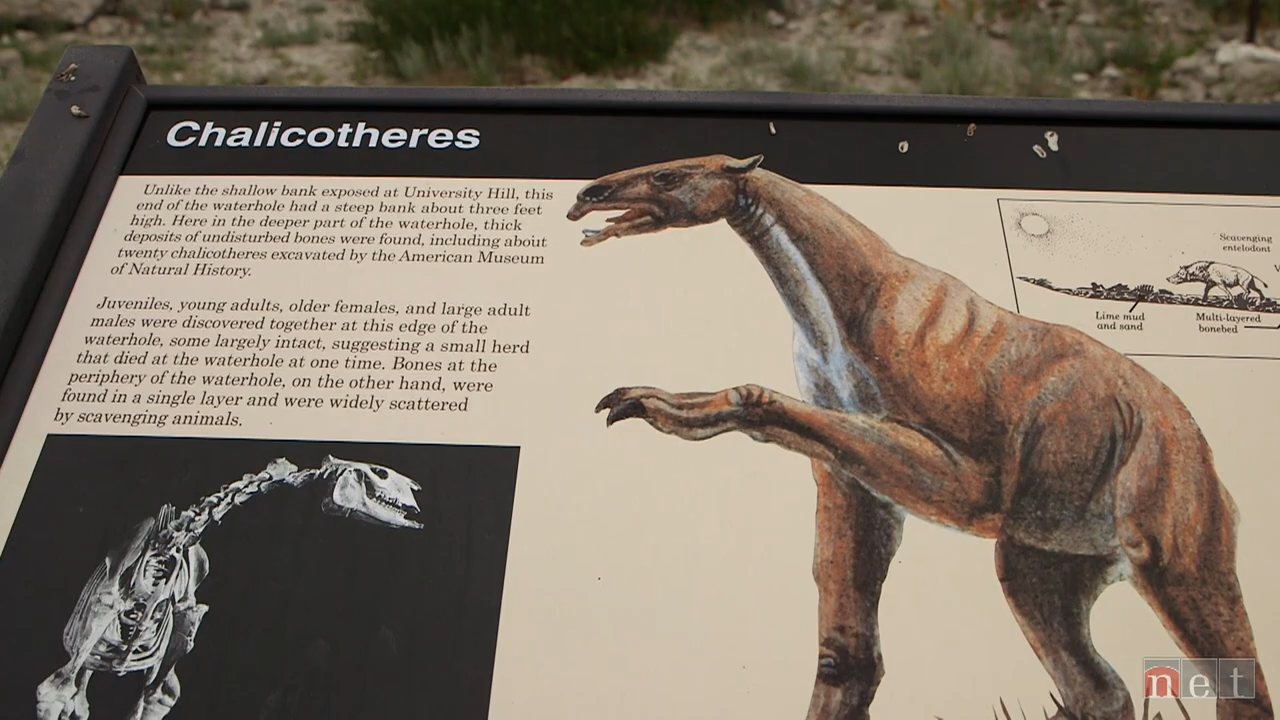 Chalicotheres
Unlike the shallow bank exposed at University Hill, this
end of the waterhole had a steep bank about three feet
high. Here in the deeper part of the waterhole, thick
deposits of undisturbed bones were found, including about
twenty chalicotheres excavated by the American Museum
of Natural History.
Juveniles, young adults, older females, and large adult
males were discovered together at this edge of the
waterhole, some largely intact, suggesting a small herd
that died at the waterhole at one time. Bones at the
periphery of the waterhole, on the other hand, were
found in a single layer and were widely scattered
by scavenging animals.
Scavenging
entelodont
Lime mud
and sand
Multi-layered
bonebed
net